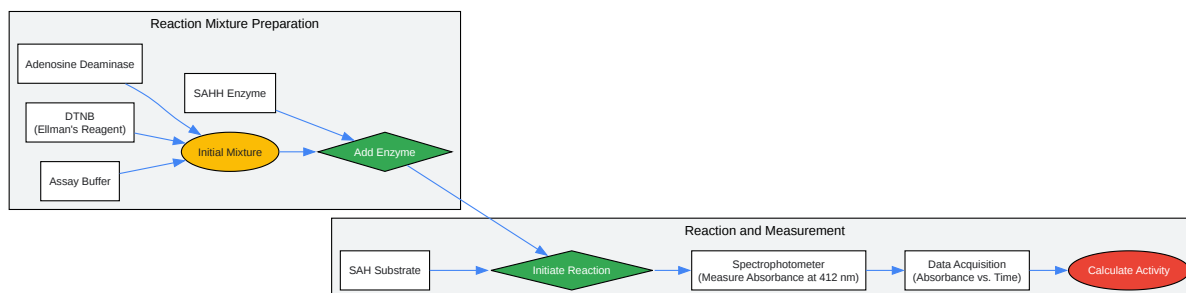 Reaction Mixture Preparation
Adenosine Deaminase
SAHH Enzyme
DTNB
(Ellman's Reagent)
Initial Mixture
Add Enzyme
Assay Buffer
Reaction and Measurement
SAH Substrate
Initiate Reaction
Spectrophotometer
(Measure Absorbance at 412 nm)
Data Acquisition
(Absorbance vs. Time)
Calculate Activity